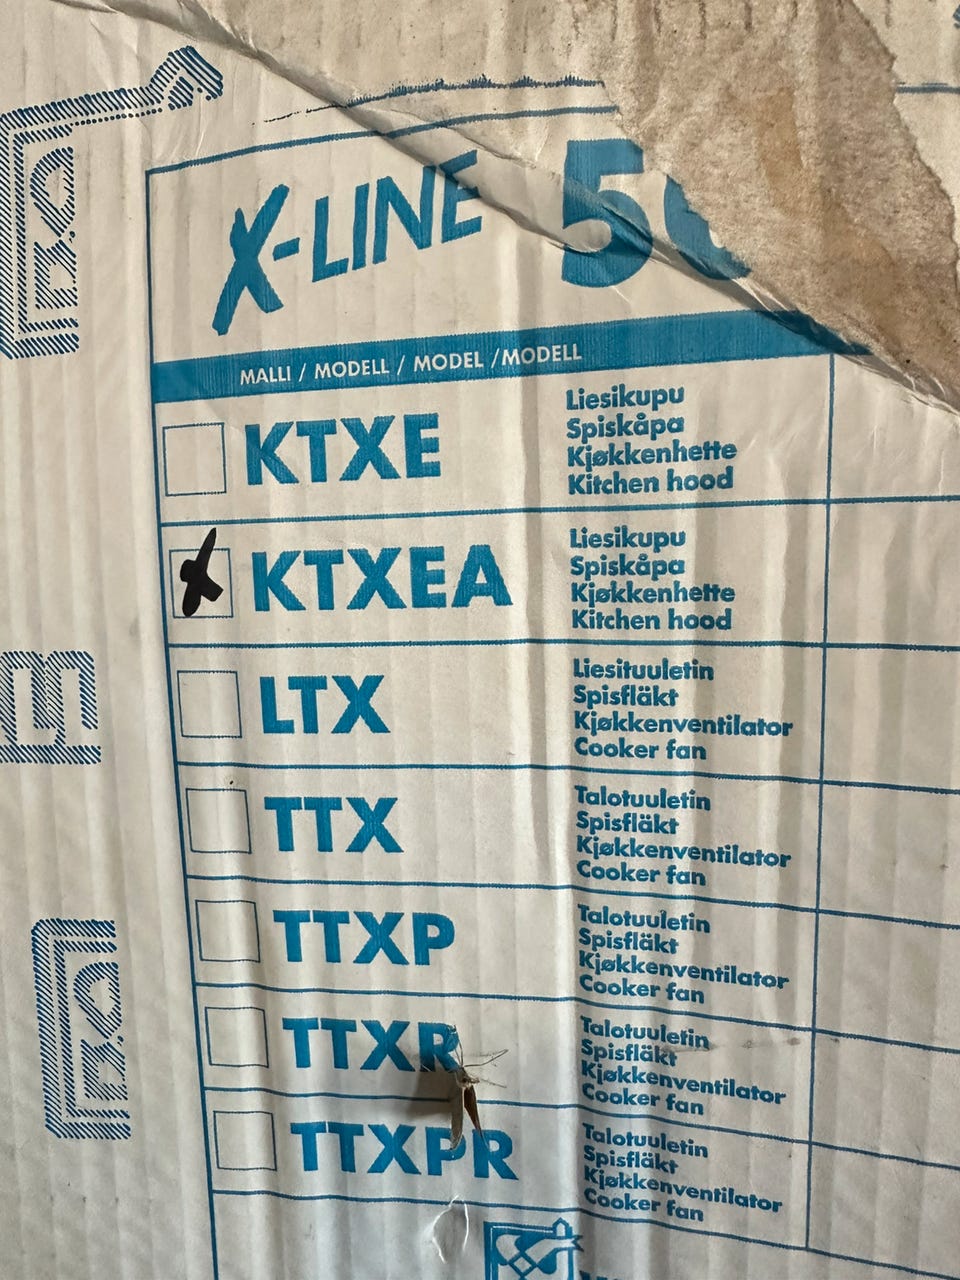 X-LINE
MALLI / MODELL / MODEL /MODELL
KTXE
Liesikupu
Spiskåpa
Kjøkkenhette
Kitchen hood
KTXEA
Liesikupu
Spiskåpa
Kjøkkenhette
Kitchen hood
LTX
Liesituuletin
Spisfläkt
Kjøkkenventilator
Cooker fan
TTX
Talotuuletin
Spisfläkt
Kjøkkenventilator
Cooker fan
TTXP
Talotuuletin
Spisfläkt
Kjøkkenventilator
Cooker fan
TTXR
Talotuuletin
Spisfläkt
Kjøkkenventilator
Cooker fan
TTXPR
Talotuuletin
Spisfläkt
Kjøkkenventilator
Cooker fan